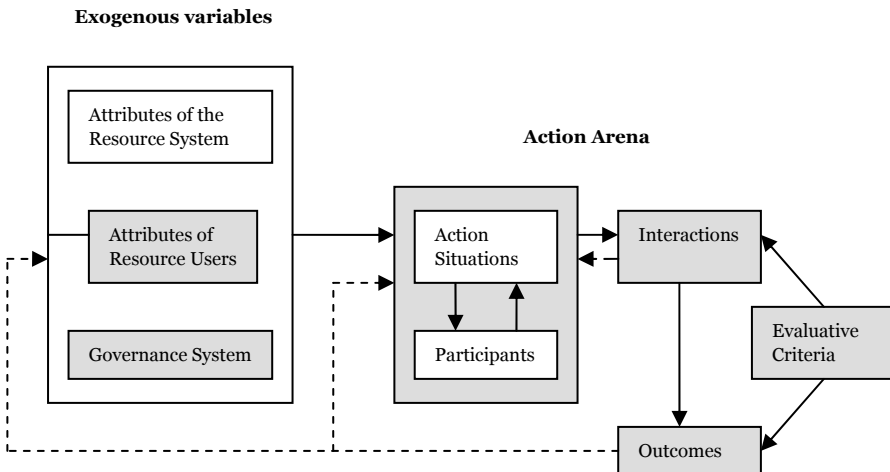 Exogenous variables
Attributes of the
Resource System
Attributes of
Resource Users
Governance System
Action Arena
Action
Situations
Participants
Interactions
Evaluative
Criteria
Outcomes